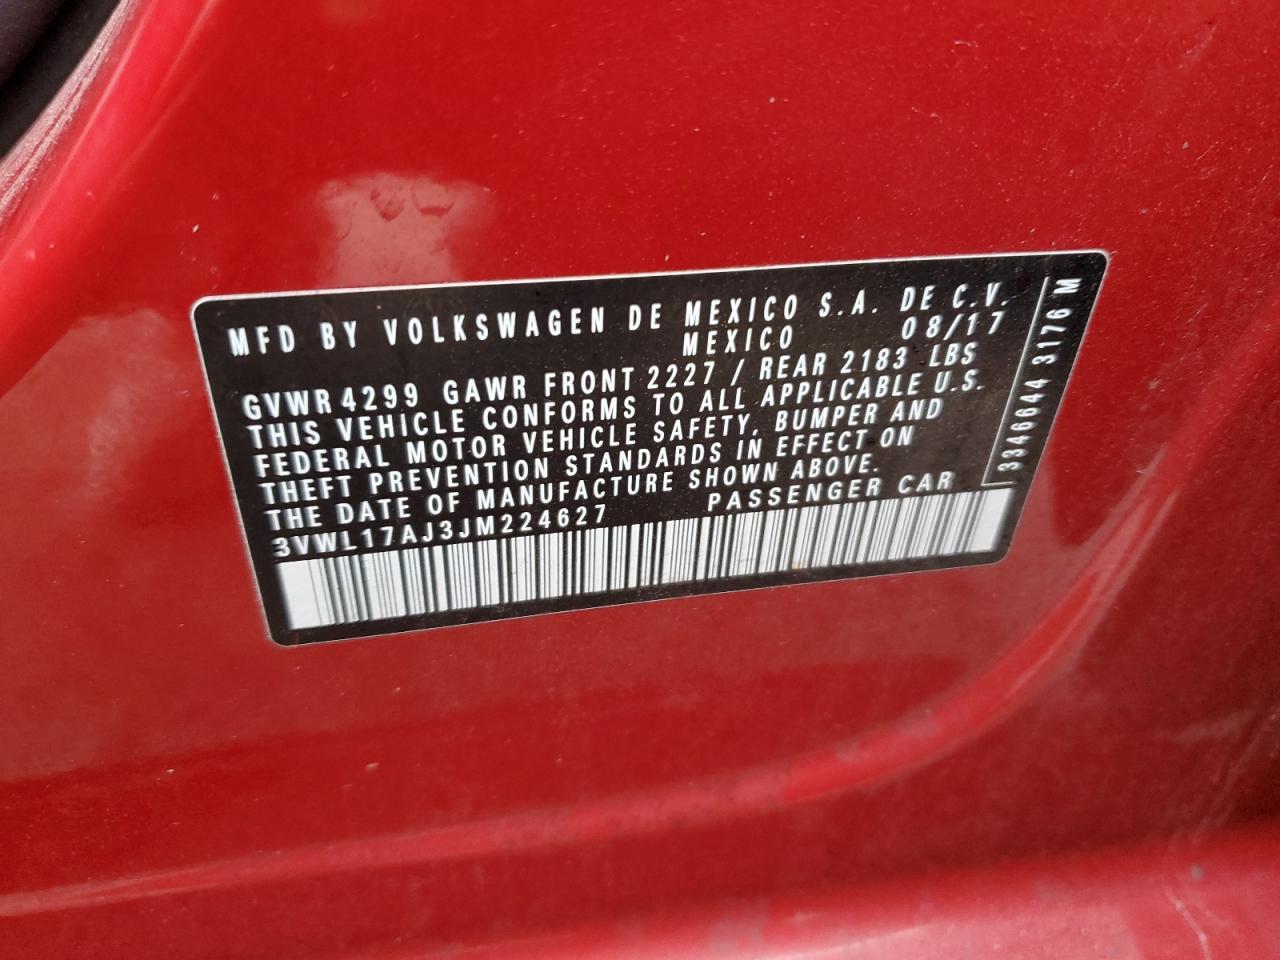 MFD BY VOLKSWAGEN DE MEXICO S.A. DE C.V.
MEXICO 08/17
GVWR 4299 GAWR FRONT 2227 / REAR 2183 LBS
THIS VEHICLE CONFORMS TO ALL APPLICABLE U.S.
FEDERAL MOTOR VEHICLE SAFETY, BUMPER AND
THEFT PREVENTION STANDARDS IN EFFECT ON
THE DATE OF MANUFACTURE SHOWN ABOVE.
3VWL17AJ3JM224627 PASSENGER CAR
3346644 3176 M